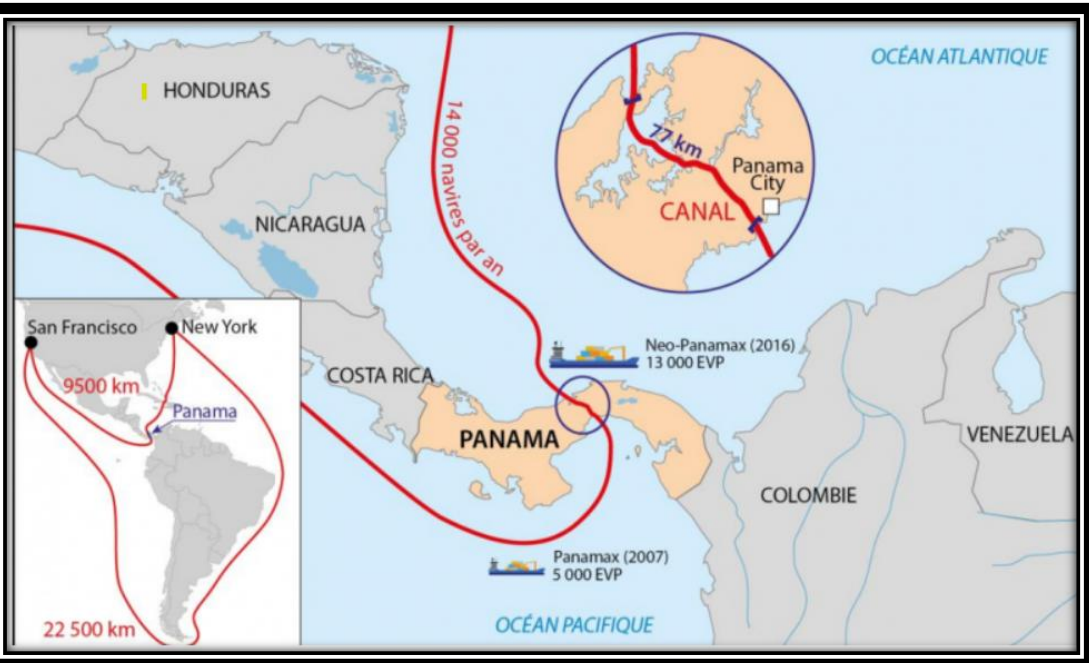 OCÉAN ATLANTIQUE
HONDURAS
14 000 navires par an
77 km
Panama
City
CANAL
NICARAGUA
San Francisco
New York
Neo-Panamax (2016)
13 000 EVP
COSTA RICA
9500 km
Panama
PANAMA
VENEZUELA
COLOMBIE
Panamax (2007)
5 000 EVP
22 500 km
OCÉAN PACIFIQUE